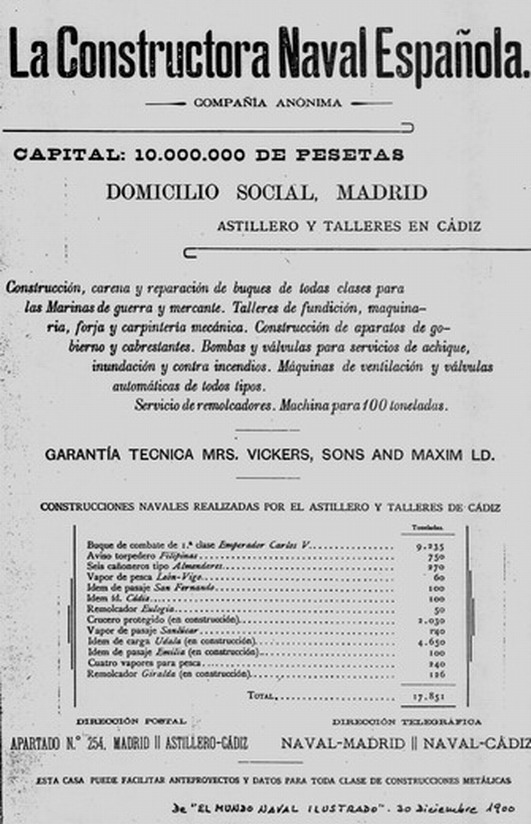 La Constructora Naval Española.
COMPAÑÍA ANÓNIMA
CAPITAL: 10.000.000 DE PESETAS
DOMICILIO SOCIAL, MADRID
ASTILLERO Y TALLERES EN CÁDIZ
Construcción, carena y reparación de buques de todas clases para
las Marinas de guerra y mercante. Talleres de fundición, maquina–
ria, forja y carpintería mecánica. Construcción de aparatos de go–
bierno y cabrestantes. Bombas y válvulas para servicios de achique,
inundación y contra incendios. Máquinas de ventilación y válvulas
automáticas de todos tipos.
Servicio de remolcadores. Machina para 100 toneladas.
GARANTÍA TECNICA MRS. VICKERS, SONS AND MAXIM LD.
CONSTRUCCIONES NAVALES REALIZADAS POR EL ASTILLERO Y TALLERES DE CÁDIZ
Toneladas.
Buque de combate de 1.ª clase Emperador Carlos V 9.235
Aviso torpedero Filipinas 750
Seis cañoneros tipo Almendares 270
Vapor de pesca León-Vigo 60
Idem de pasaje San Fernando 100
Idem íd. Cádiz 100
Remolcador Eulogia 50
Crucero protegido (en construcción) 2.030
Vapor de pasaje Sanlúcar 140
Idem de carga Udala (en construcción) 4.650
Idem de pasaje Emilia (en construcción) 100
Cuatro vapores para pesca 240
Remolcador Giralda (en construcción) 126
TOTAL 17.851
DIRECCIÓN POSTAL DIRECCIÓN TELEGRÁFICA
APARTADO N.º 254, MADRID || ASTILLERO-CÁDIZ NAVAL-MADRID || NAVAL-CÁDIZ
ESTA CASA PUEDE FACILITAR ANTEPROYECTOS Y DATOS PARA TODA CLASE DE CONSTRUCCIONES METÁLICAS
De "EL MUNDO NAVAL ILUSTRADO". 20 Diciembre 1900